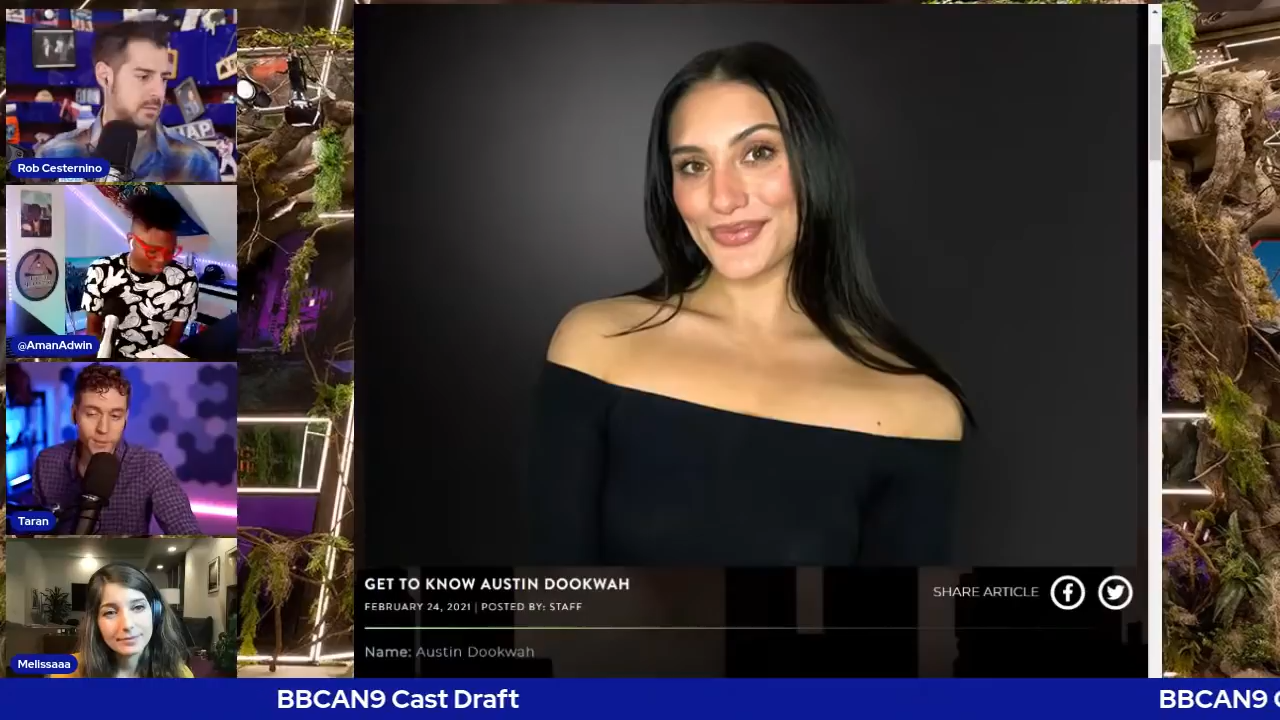 Rob Cesternino
@AmanAdwin
Taran
Melissaaa
GET TO KNOW AUSTIN DOOKWAH
FEBRUARY 24, 2021 | POSTED BY: STAFF
SHARE ARTICLE
Name: Austin Dookwah
BBCAN9 Cast Draft
BBCAN9